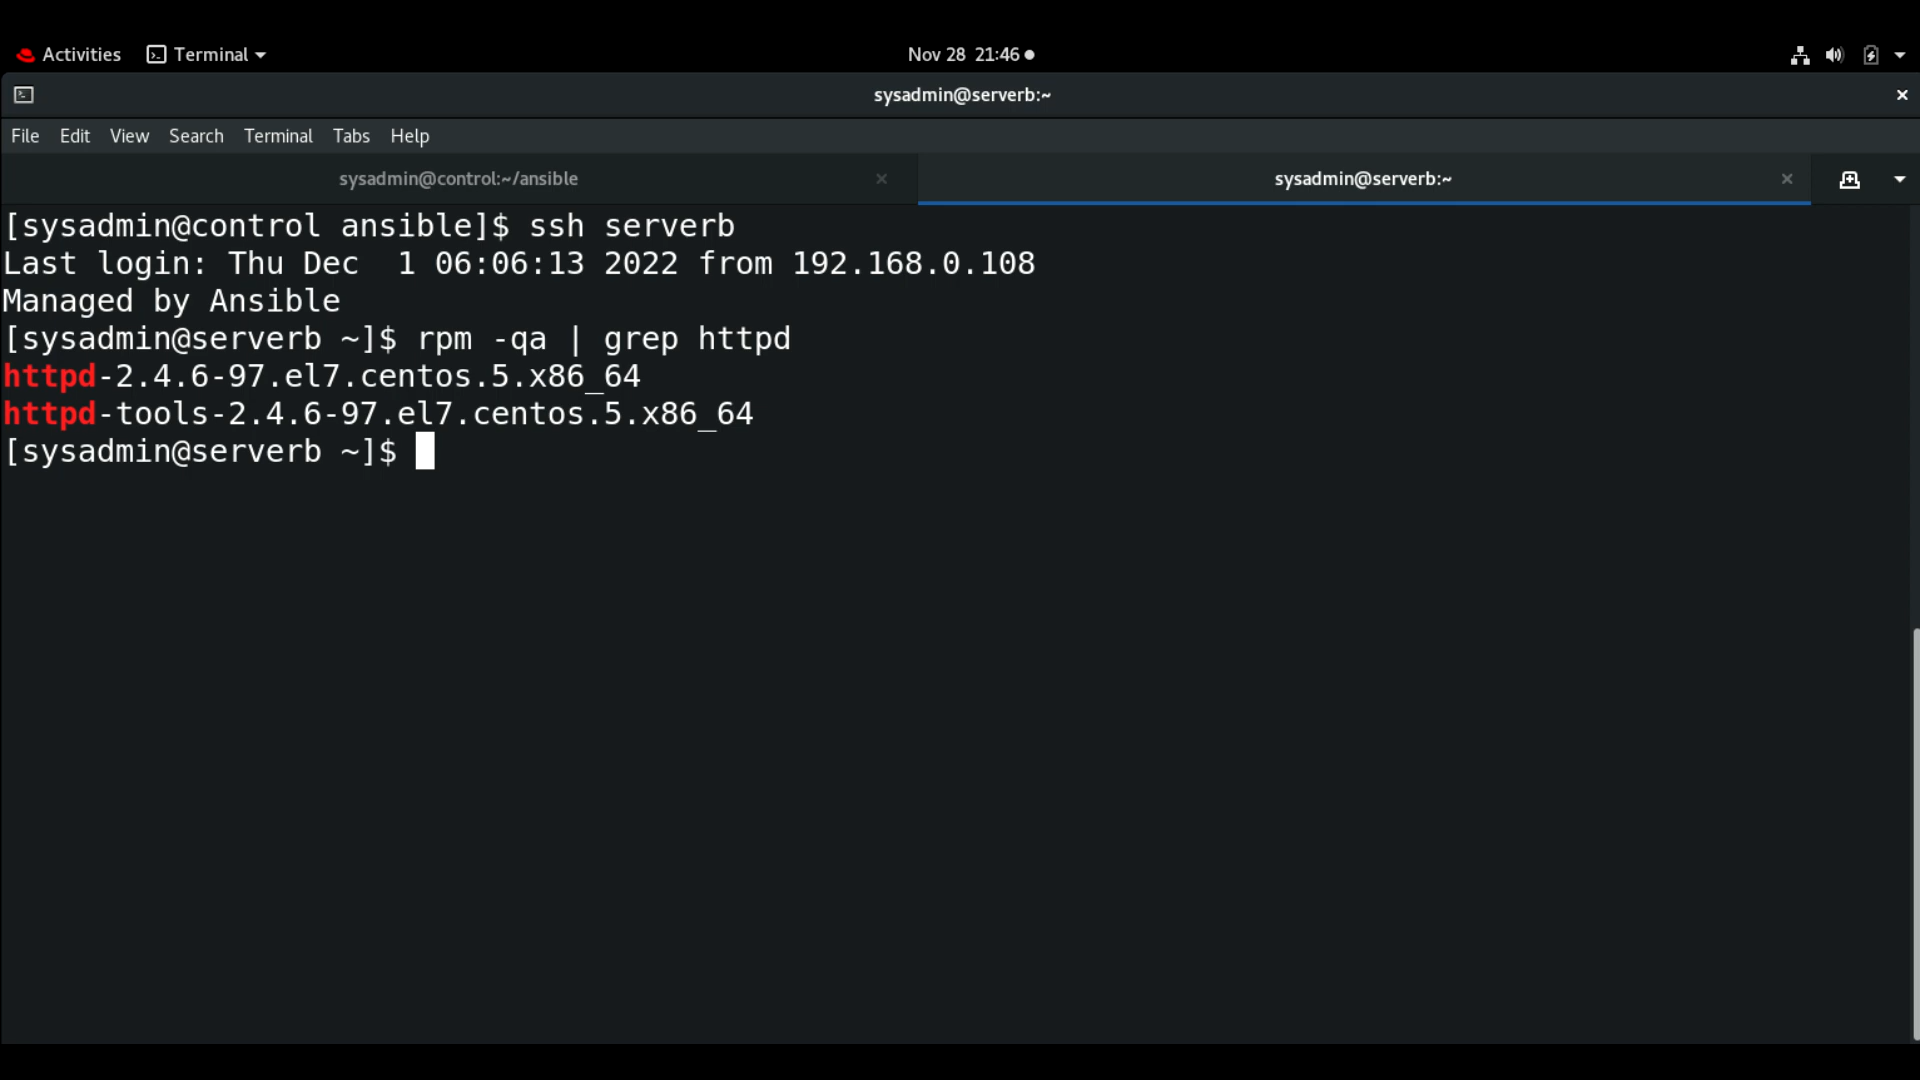 Activities Terminal Nov 28 21:46
sysadmin@serverb:~
File Edit View Search Terminal Tabs Help
sysadmin@control:~/ansible sysadmin@serverb:~
[sysadmin@control ansible]$ ssh serverb
Last login: Thu Dec  1 06:06:13 2022 from 192.168.0.108
Managed by Ansible
[sysadmin@serverb ~]$ rpm -qa | grep httpd
httpd-2.4.6-97.el7.centos.5.x86_64
httpd-tools-2.4.6-97.el7.centos.5.x86_64
[sysadmin@serverb ~]$